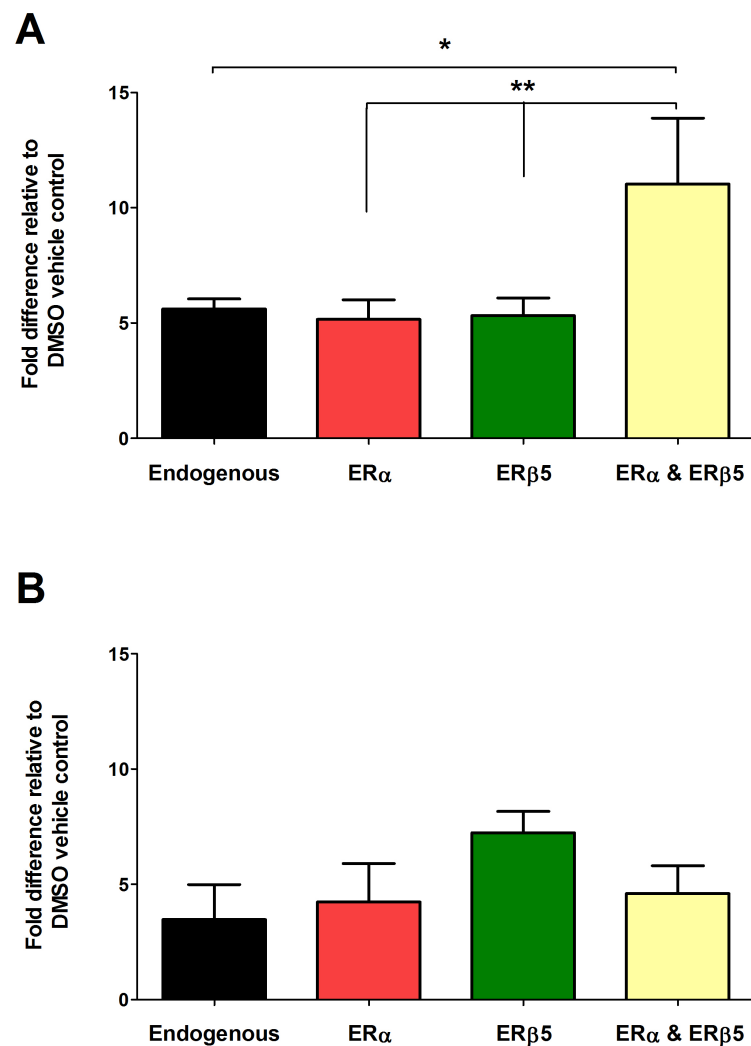 A
*
**
15
10
5
0
Fold difference relative to
DMSO vehicle control
Endogenous
ERα
ERβ5
ERα & ERβ5
B
15
10
5
0
Fold difference relative to
DMSO vehicle control
Endogenous
ERα
ERβ5
ERα & ERβ5